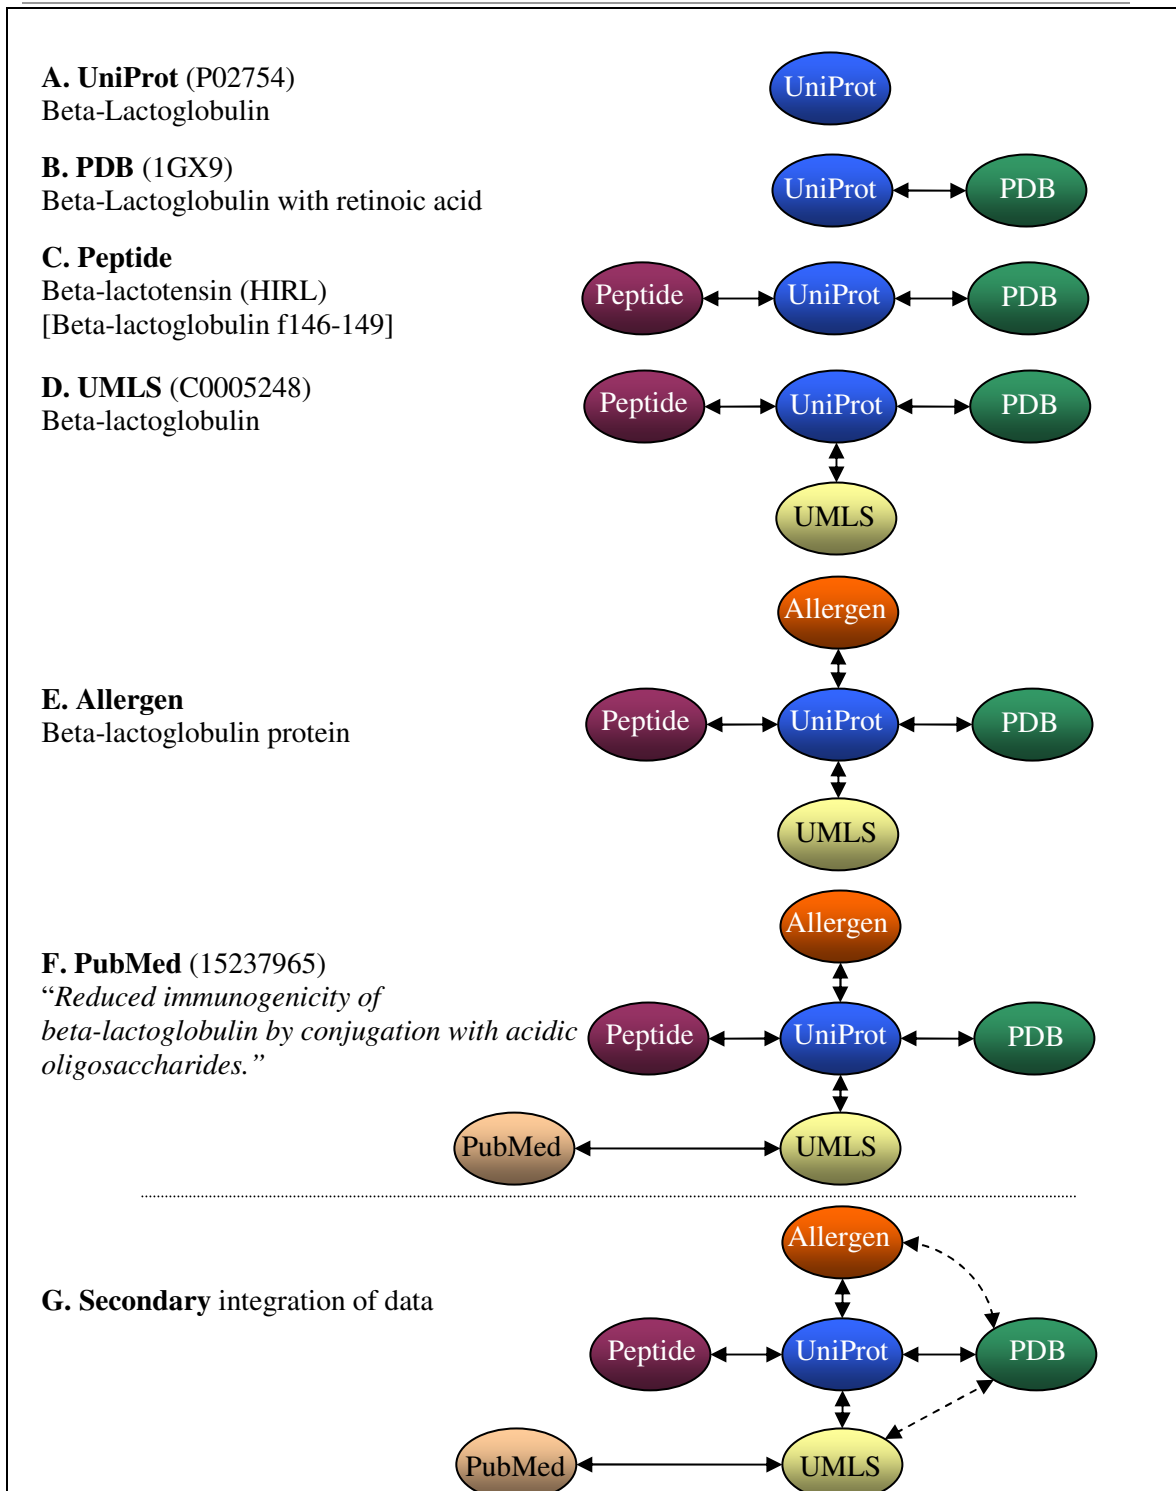 A. UniProt (P02754)
Beta-Lactoglobulin
UniProt
B. PDB (1GX9)
Beta-Lactoglobulin with retinoic acid
UniProt PDB
C. Peptide
Beta-lactotensin (HIRL)
[Beta-lactoglobulin f146-149]
Peptide UniProt PDB
D. UMLS (C0005248)
Beta-lactoglobulin
Peptide UniProt PDB
UMLS
Allergen
E. Allergen
Beta-lactoglobulin protein
Peptide UniProt PDB
UMLS
Allergen
F. PubMed (15237965)
“Reduced immunogenicity of
beta-lactoglobulin by conjugation with acidic
oligosaccharides.”
Peptide UniProt PDB
PubMed UMLS
Allergen
G. Secondary integration of data
Peptide UniProt PDB
PubMed UMLS